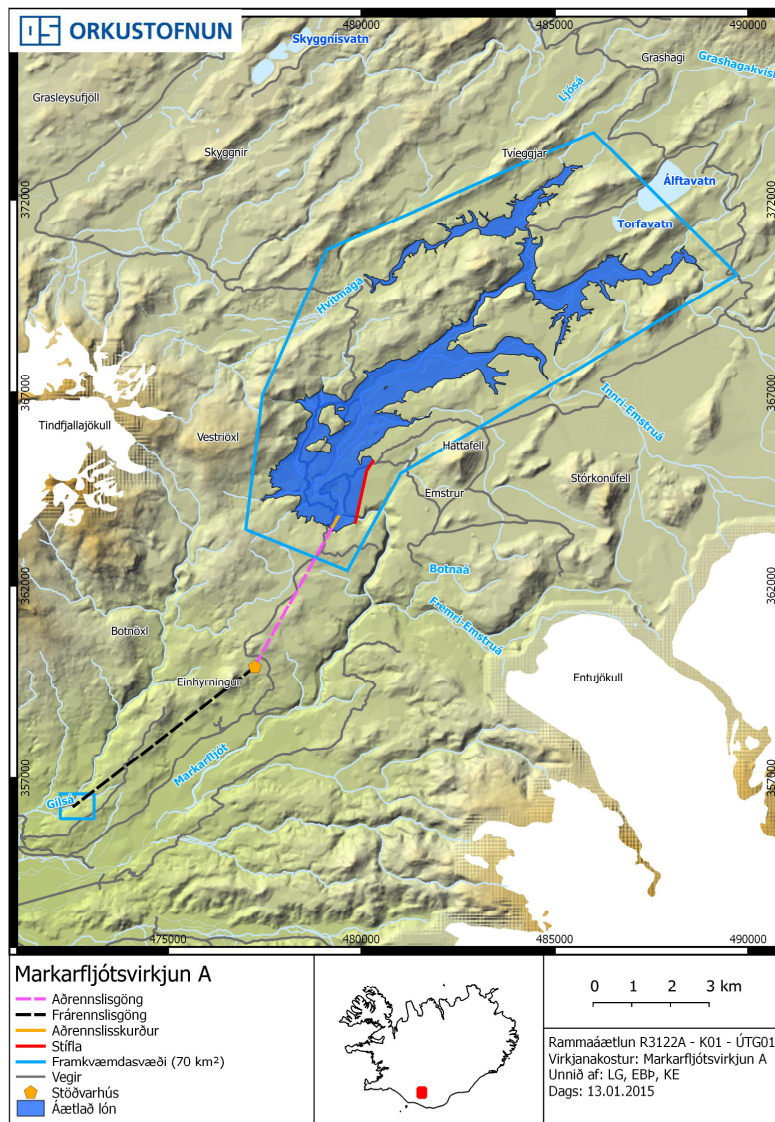 OS ORKUSTOFNUN
480000
485000
490000
Skyggnisvatn
Grashagi
Grashagakvísl
Ljósá
Grasleysufjöll
Skyggnir
Tvíeggjar
Álftavatn
372000
372000
Torfavatn
Hvítmaga
367000
367000
Innri-Emstruá
Tindfjallajökull
Vestriöxl
Hattafell
Stórkonufell
Emstrur
Botnaá
362000
362000
Fremri-Emstruá
Botnöxl
Einhyrningur
Entujökull
Markarfljót
357000
357000
Gilsá
475000
480000
485000
490000
Markarfljótsvirkjun A
Aðrennslisgöng
Frárennslisgöng
Aðrennslisskurður
Stífla
Framkvæmdasvæði (70 km²)
Vegir
Stöðvarhús
Áætlað lón
0 1 2 3 km
Rammaáætlun R3122A - K01 - ÚTG01
Virkjanakostur: Markarfljótsvirkjun A
Unnið af: LG, EBÞ, KE
Dags: 13.01.2015